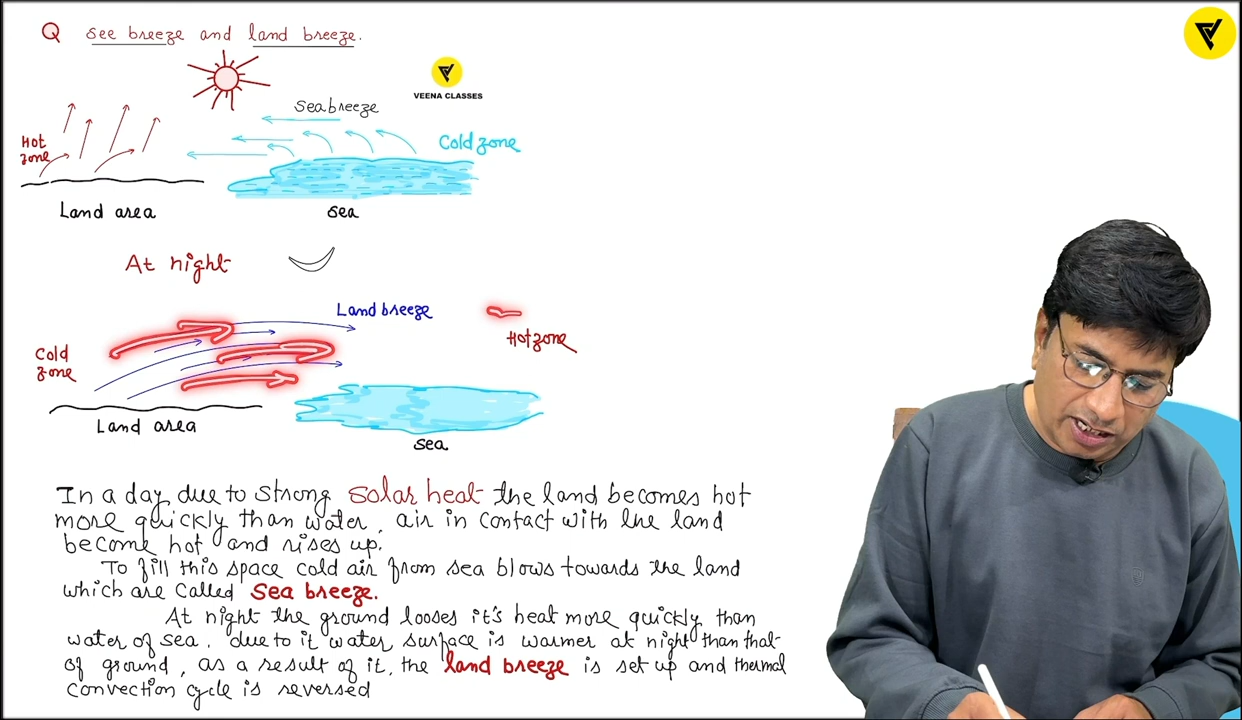 Q see breeze and land breeze.
VEENA CLASSES
Sea breeze
Hot
zone
Cold zone
Land area
Sea
At night
Land breeze
Hot zone
Cold
zone
Land area
Sea
In a day due to strong solar heat the land becomes hot
more quickly than water, air in contact with the land
become hot and rises up.
To fill this space cold air from sea blows towards the land
which are called Sea breeze.
At night the ground looses it's heat more quickly than
water of sea. due to it water surface is warmer at night than that
of ground, as a result of it, the land breeze is set up and thermal
convection cycle is reversed